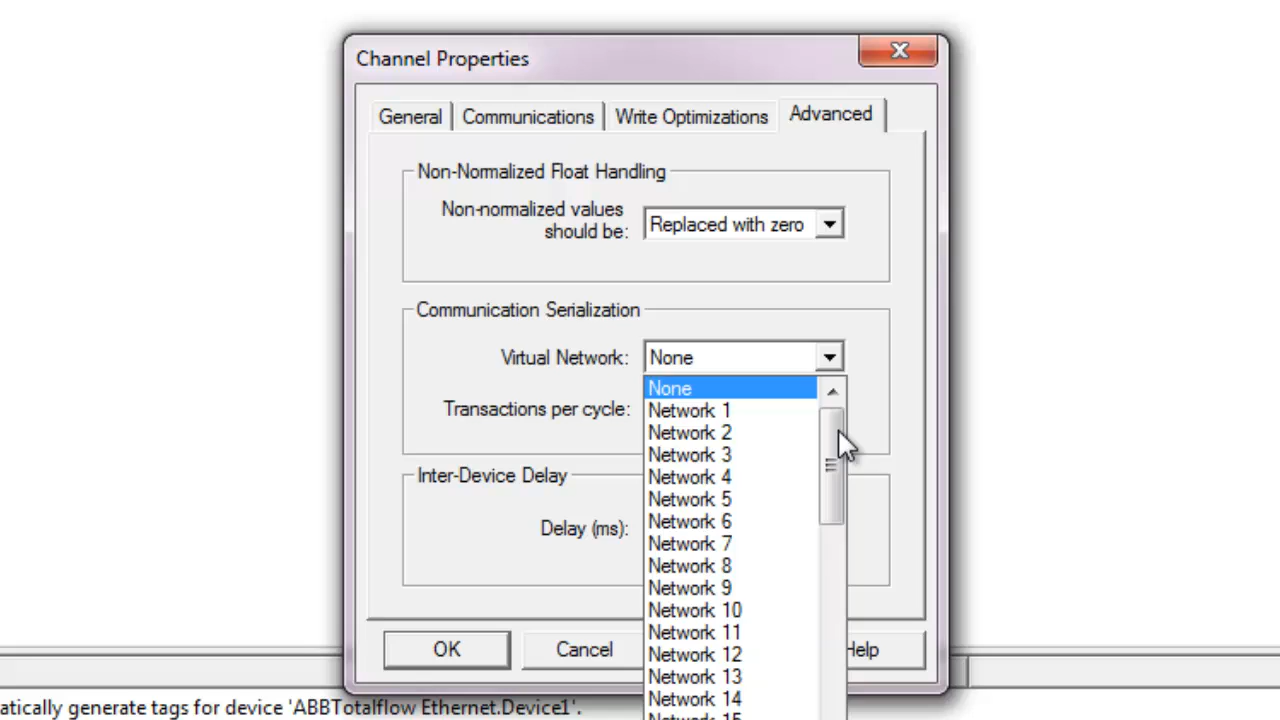 Channel Properties
General
Communications
Write Optimizations
Advanced
Non-Normalized Float Handling
Non-normalized values
should be:
Replaced with zero
Communication Serialization
Virtual Network:
None
None
Network 1
Transactions per cycle:
Network 2
Network 3
Network 4
Inter-Device Delay
Network 5
Network 6
Delay (ms):
Network 7
Network 8
Network 9
Network 10
Network 11
OK
Cancel
Help
Network 12
Network 13
Network 14
Network 15
atically generate tags for device 'ABBTotalflow Ethernet.Device1'.